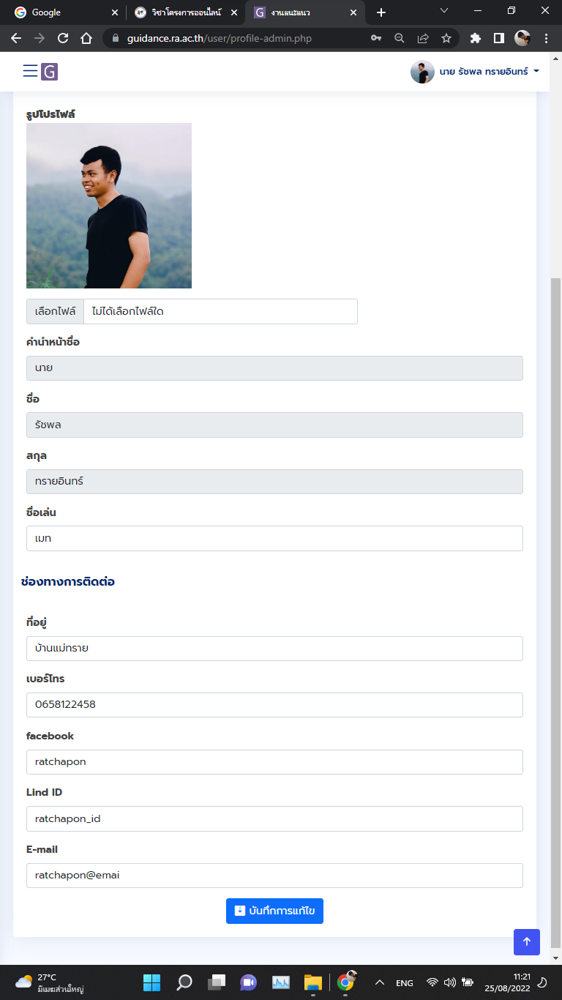 Google
วิชาโครงการออนไลน์
งานแนะแนว
guidance.ra.ac.th/user/profile-admin.php
G
นาย รัชพล ทรายอินทร์
รูปโปรไฟล์
เลือกไฟล์ ไม่ได้เลือกไฟล์ใด
คำนำหน้าชื่อ
นาย
ชื่อ
รัชพล
สกุล
ทรายอินทร์
ชื่อเล่น
เมท
ช่องทางการติดต่อ
ที่อยู่
บ้านแม่ทราย
เบอร์โทร
0658122458
facebook
ratchapon
Lind ID
ratchapon_id
E-mail
ratchapon@emai
บันทึกการแก้ไข
27°C
มีเมฆส่วนใหญ่
ENG
11:21
25/08/2022